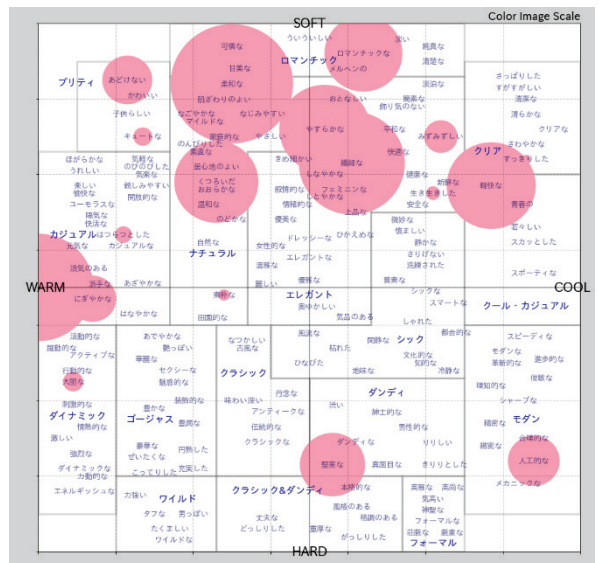 SOFT
Color Image Scale
ういういしい
淡い
可憐な
ロマンチックな
純真な
甘美な
ロマンチック
メルヘンの
清楚な
プリティ
あどけない
柔和な
さっぱりした
かわいい
肌ざわりのよい
おとなしい
淡泊な
すがすがしい
簡素な
清潔な
子供らしい
なごやかな
なじみやすい
飾り気のない
清らかな
マイルドな
キュートな
家庭的な
やさしい
やすらかな
平和な
みずみずしい
クリアな
のんびりした
さわやかな
素直な
きめ細かい
快適な
クリア
すっきりした
ほがらかな
気軽な
居心地のよい
繊細な
うれしい
のびのびした
しなやかな
健康な
気楽な
くつろいだ
新鮮な
軽快な
楽しい
親しみやすい
おおらかな
叙情的な
フェミニンな
生き生きした
愉快な
開放的な
しとやかな
安全な
青春の
ユーモラスな
温和な
情緒的な
上品な
陽気な
のどかな
優美な
微妙な
若々しい
快活な
カジュアル
はつらつとした
ドレッシーな
ひかえめな
慎ましい
元気な
カジュアルな
自然な
女性的な
静かな
スカッとした
ナチュラル
エレガントな
さりげない
活気のある
洗練された
派手な
あざやかな
優雅な
質素な
スポーティな
WARM
麗しい
エレガント
シックな
COOL
にぎやかな
素朴な
奥ゆかしい
スマートな
クール・カジュアル
はなやかな
田園的な
気品のある
しゃれた
活動的な
あでやかな
なつかしい
風流な
都会的な
スピーディな
躍動的な
艶っぽい
古風な
枯れた
閑静な
シック
モダンな
アクティブな
華麗な
文化的な
革新的な
進歩的な
行動的な
セクシーな
クラシック
ひなびた
知的な
大胆な
魅惑的な
地味な
冷静な
俊敏な
ダンディ
理知的な
刺激的な
装飾的な
味わい深い
丹念な
渋い
シャープな
ダイナミック
豊かな
アンティークな
紳士的な
情熱的な
ゴージャス
豊潤な
伝統的な
男性的な
精密な
モダン
激しい
豪華な
クラシックな
ダンディな
りりしい
合理的な
強烈な
ぜいたくな
円熟した
緻密な
ダイナミックな
こってりした
充実した
堅実な
真面目な
きりりとした
人工的な
力動的な
メカニックな
エネルギッシュな
力強い
ワイルド
クラシック&ダンディ
本格的な
高尚な
風格のある
気高い
タフな
男っぽい
神聖な
丈夫な
格調のある
フォーマルな
たくましい
どっしりした
重厚な
荘厳な
厳粛な
ワイルドな
がっしりした
フォーマル
HARD